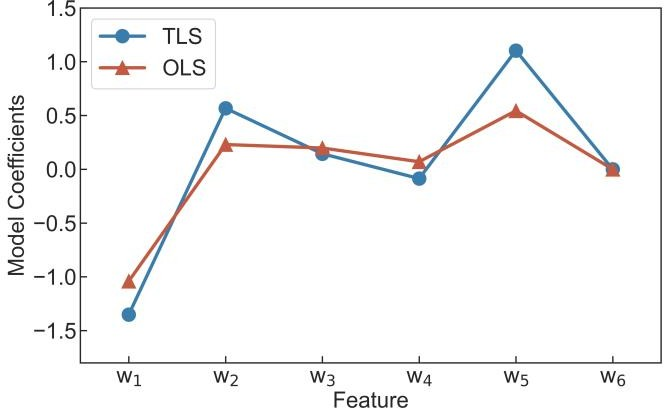 1.5
1.0
0.5
0.0
−0.5
−1.0
−1.5
Model Coefficients
TLS
OLS
w₁ w₂ w₃ w₄ w₅ w₆
Feature